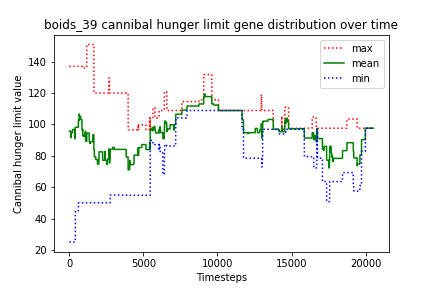 boids_39 cannibal hunger limit gene distribution over time
max
mean
min
Cannibal hunger limit value
160
140
120
100
80
60
40
20
0
5000
10000
15000
20000
Timesteps